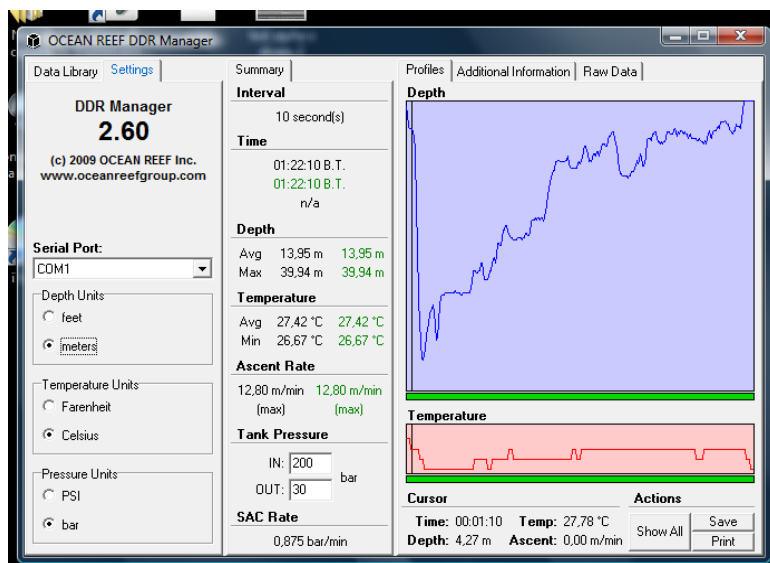 OCEAN REEF DDR Manager
Data Library
Settings
DDR Manager
2.60
(c) 2009 OCEAN REEF Inc.
www.oceanreefgroup.com
Serial Port:
COM1
Depth Units
feet
meters
Temperature Units
Farenheit
Celsius
Pressure Units
PSI
bar
Summary
Interval
10 second(s)
Time
01:22:10 B.T.
01:22:10 B.T.
n/a
Depth
Avg 13,95 m 13,95 m
Max 39,94 m 39,94 m
Temperature
Avg 27,42 °C 27,42 °C
Min 26,67 °C 26,67 °C
Ascent Rate
12,80 m/min 12,80 m/min
(max) (max)
Tank Pressure
IN: 200
bar
OUT: 30
SAC Rate
0,875 bar/min
Profiles
Additional Information
Raw Data
Depth
Temperature
Cursor
Time: 00:01:10 Temp: 27,78 °C
Depth: 4,27 m Ascent: 0,00 m/min
Actions
Show All
Save
Print